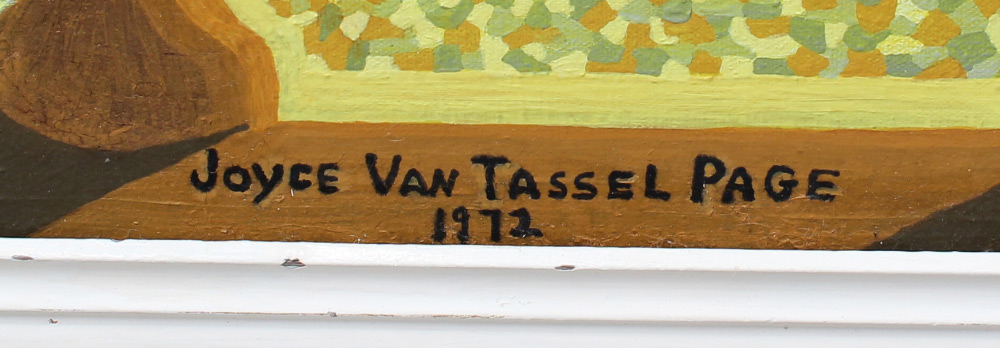 Joyce Van Tassel Page
1972